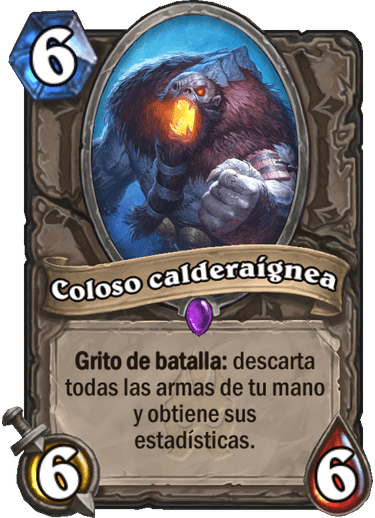 6
Coloso calderaígnea
Grito de batalla: descarta
todas las armas de tu mano
y obtiene sus
estadísticas.
6
6